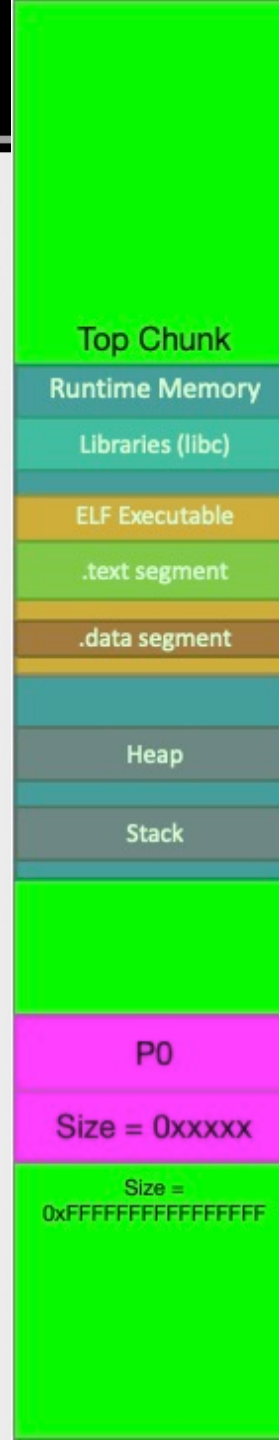 Top Chunk
Runtime Memory
Libraries (libc)
ELF Executable
.text segment
.data segment
Heap
Stack
P0
Size = 0xxxxx
Size =
0xFFFFFFFFFFFFFFFF